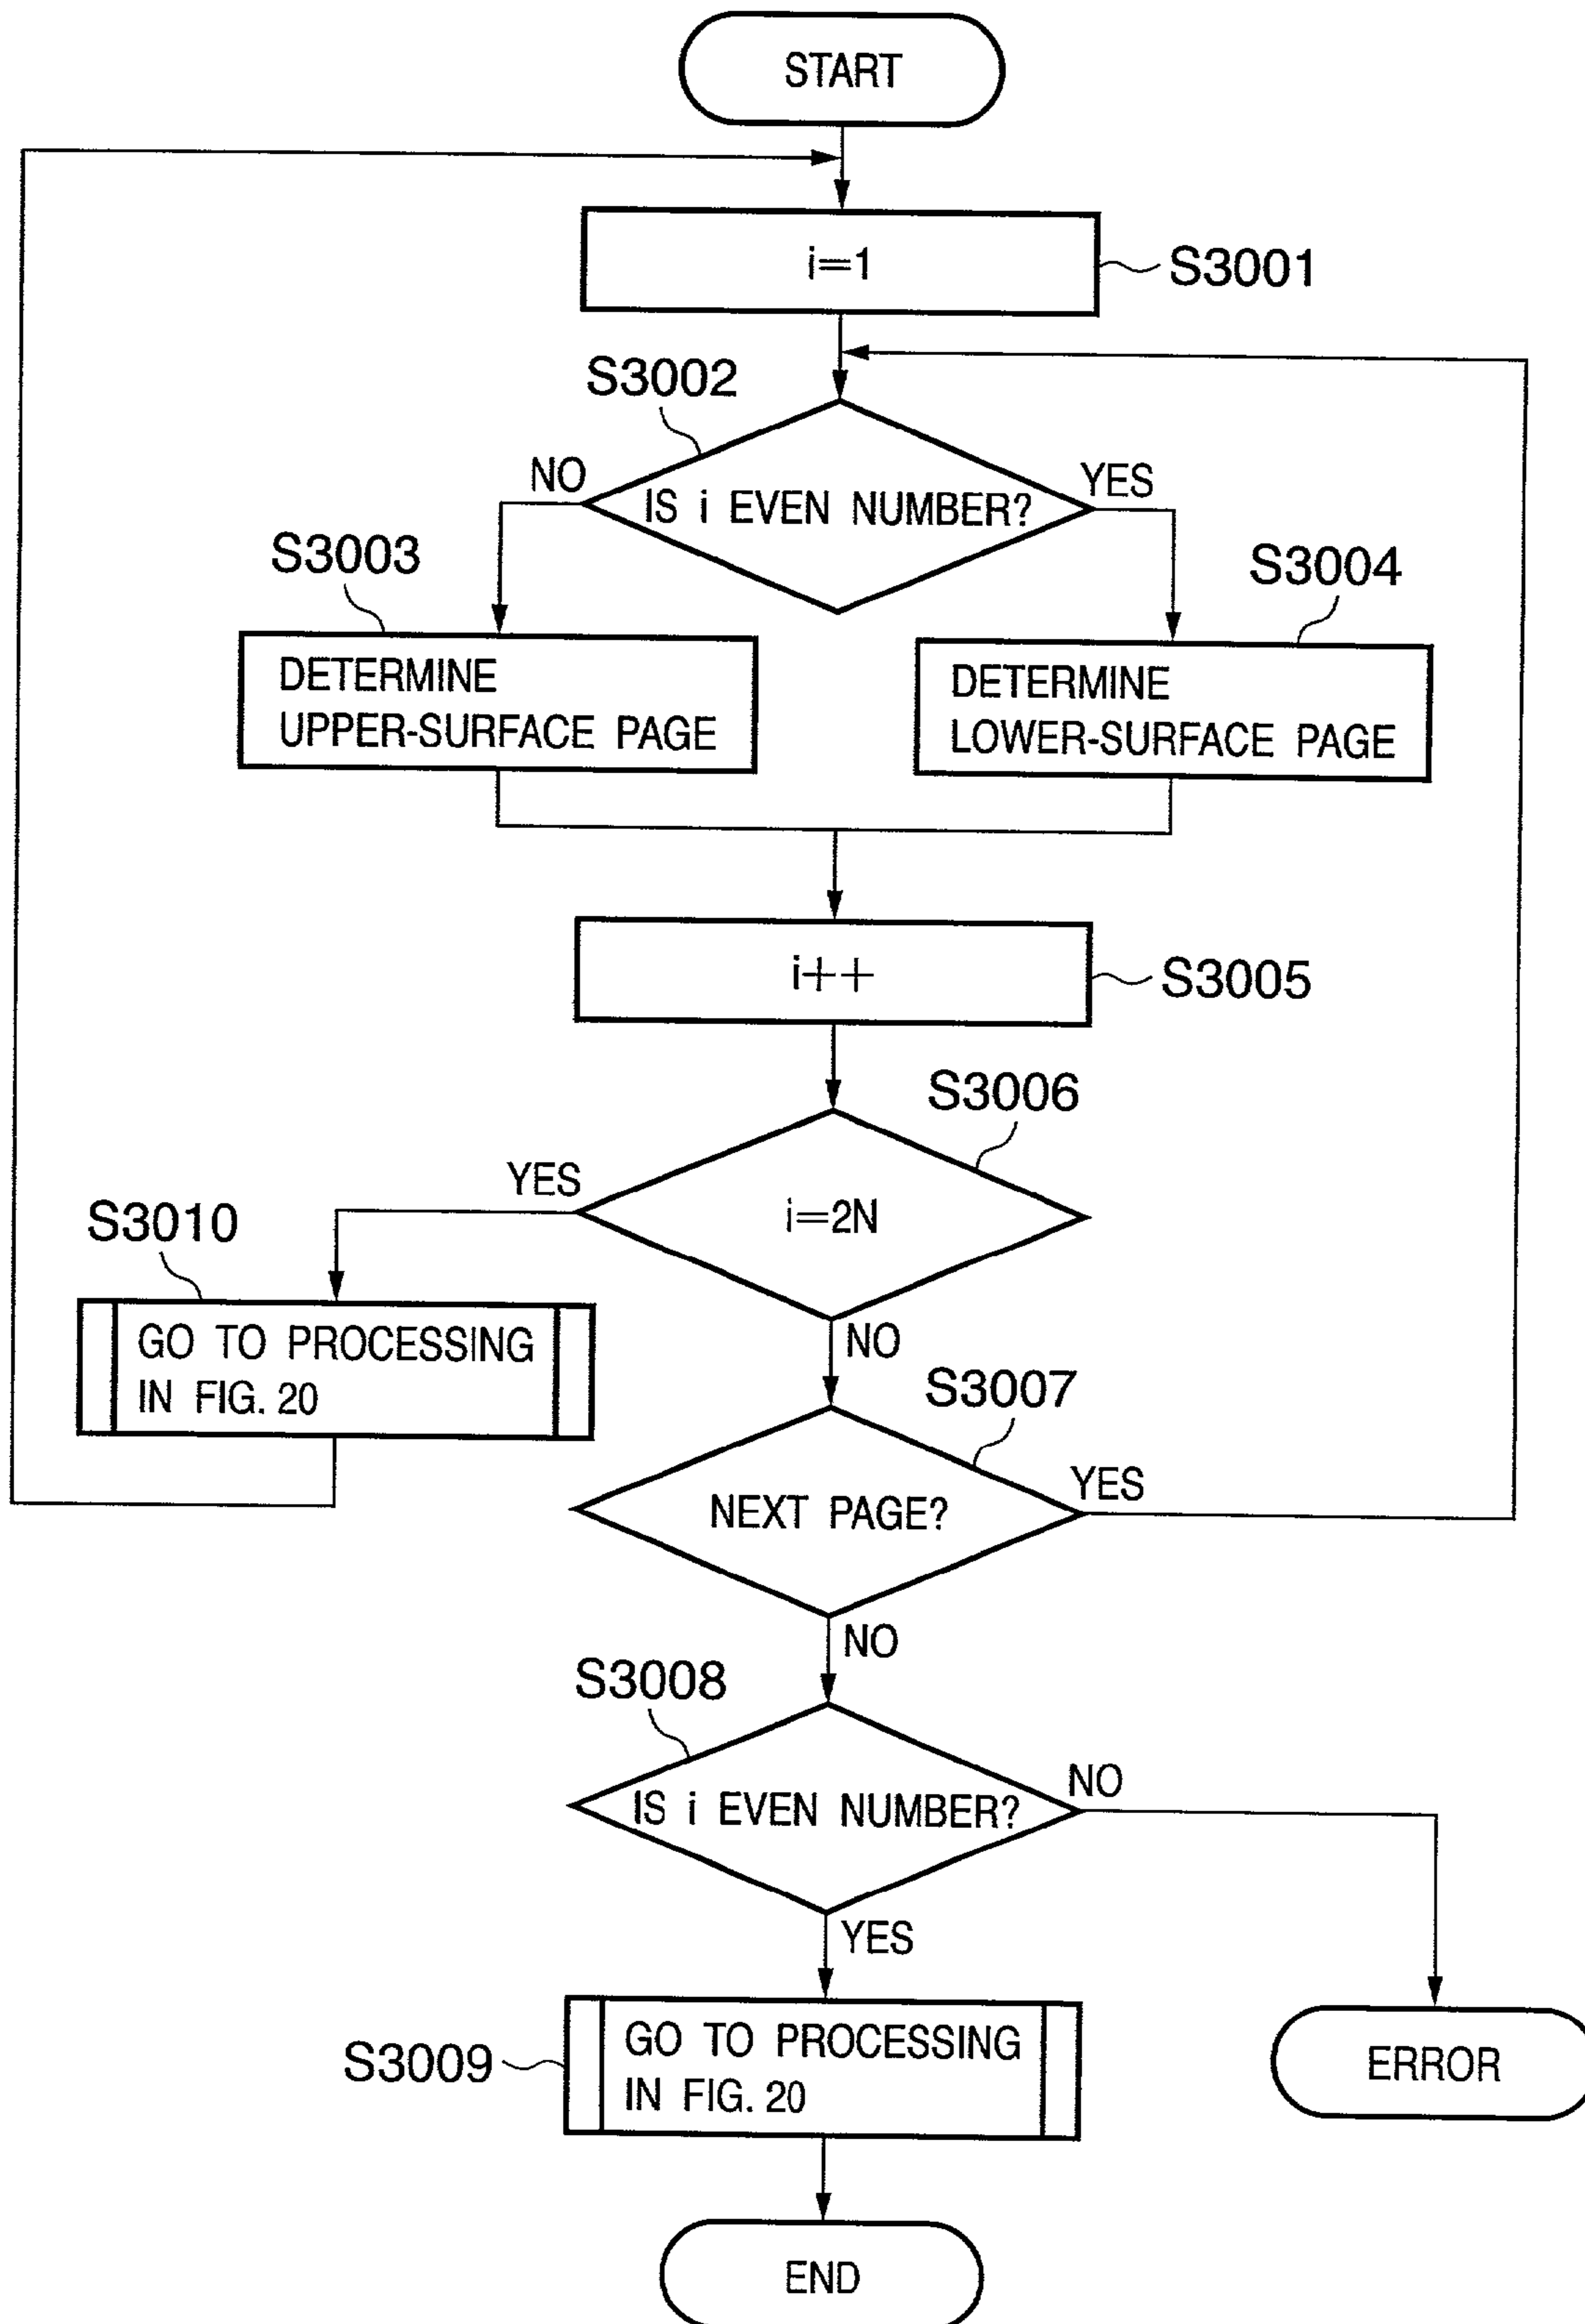 START
i=1
S3001
S3002
NO
IS i EVEN NUMBER?
YES
S3003
S3004
DETERMINE
UPPER-SURFACE PAGE
DETERMINE
LOWER-SURFACE PAGE
i++
S3005
S3006
YES
i=2N
S3010
GO TO PROCESSING
IN FIG. 20
NO
S3007
NEXT PAGE?
YES
NO
S3008
IS i EVEN NUMBER?
NO
YES
S3009
GO TO PROCESSING
IN FIG. 20
ERROR
END